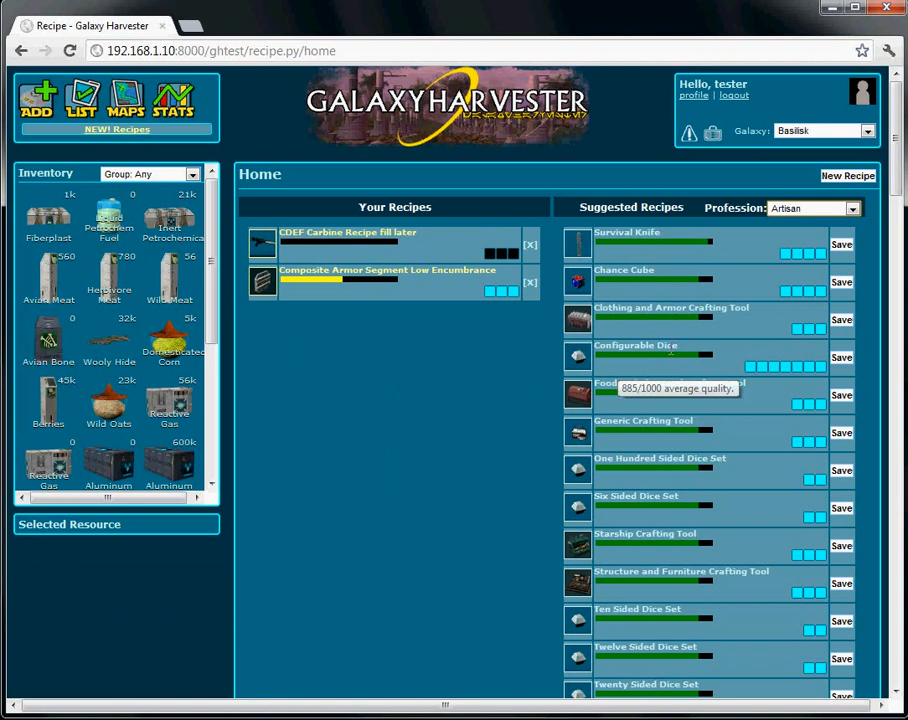 Recipe - Galaxy Harvester
192.168.1.10:8000/ghtest/recipe.py/home
ADD
LIST
MAPS
STATS
NEW! Recipes
GALAXYHARVESTER
Hello, tester
profile | logout
Galaxy:
Basilisk
Inventory
Group: Any
1k
Fiberplast
0
Liquid Petrochem Fuel
21k
Inert Petrochemica
560
Avian Meat
780
Herbivore Meat
56
Wild Meat
0
Avian Bone
32k
Wooly Hide
5k
Domesticated Corn
45k
Berries
23k
Wild Oats
56k
Reactive Gas
0
Reactive Gas
0
Aluminum
600k
Aluminum
Selected Resource
Home
New Recipe
Your Recipes
CDEF Carbine Recipe fill later
[X]
Composite Armor Segment Low Encumbrance
[X]
Suggested Recipes
Profession:
Artisan
Survival Knife
Save
Chance Cube
Save
Clothing and Armor Crafting Tool
Save
Configurable Dice
Save
885/1000 average quality.
Save
Generic Crafting Tool
Save
One Hundred Sided Dice Set
Save
Six Sided Dice Set
Save
Starship Crafting Tool
Save
Structure and Furniture Crafting Tool
Save
Ten Sided Dice Set
Save
Twelve Sided Dice Set
Save
Twenty Sided Dice Set
Save